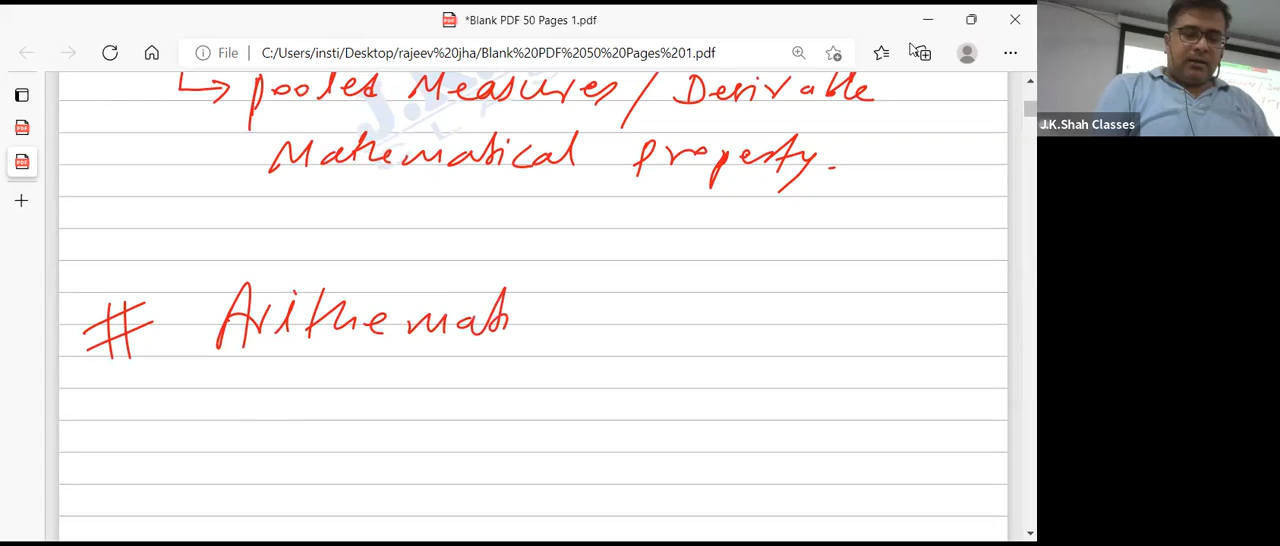 *Blank PDF 50 Pages 1.pdf
File C:/Users/insti/Desktop/rajeev%20jha/Blank%20PDF%2050%20Pages%201.pdf
J.K.Shah Classes
↳ Pooled Measures / Derivable
Mathematical Property.
# Arithemati